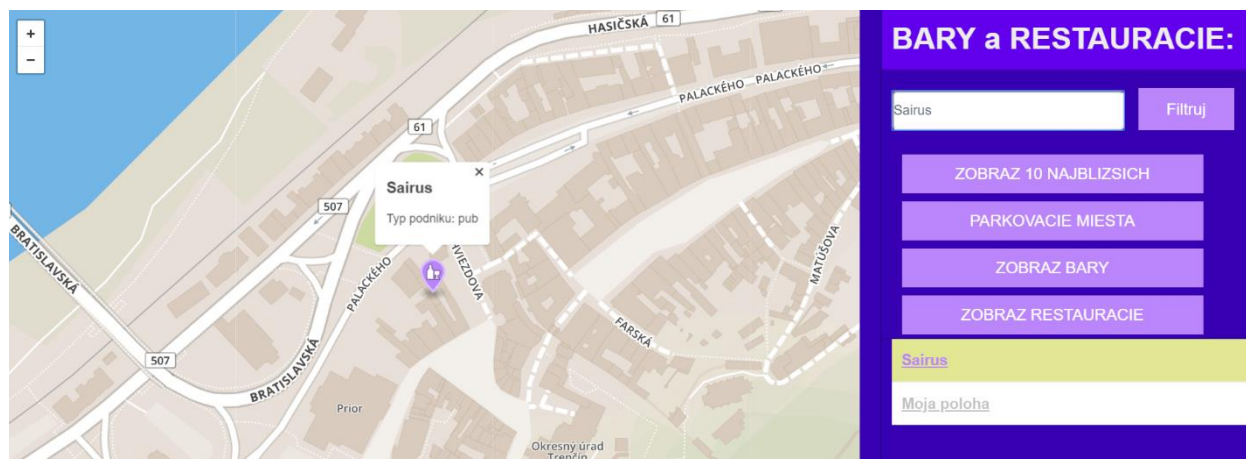 +
−
HASIČSKÁ
61
PALACKÉHO
PALACKÉHO
61
507
Sairus
×
Typ podniku: pub
BRATISLAVSKÁ
PALACKÉHO
HVIEZDOVA
MATÚŠOVA
FARSKÁ
507
BRATISLAVSKÁ
Prior
Okresný úrad
Trenčín
BARY a RESTAURACIE:
Sairus
Filtruj
ZOBRAZ 10 NAJBLIZSICH
PARKOVACIE MIESTA
ZOBRAZ BARY
ZOBRAZ RESTAURACIE
Sairus
Moja poloha